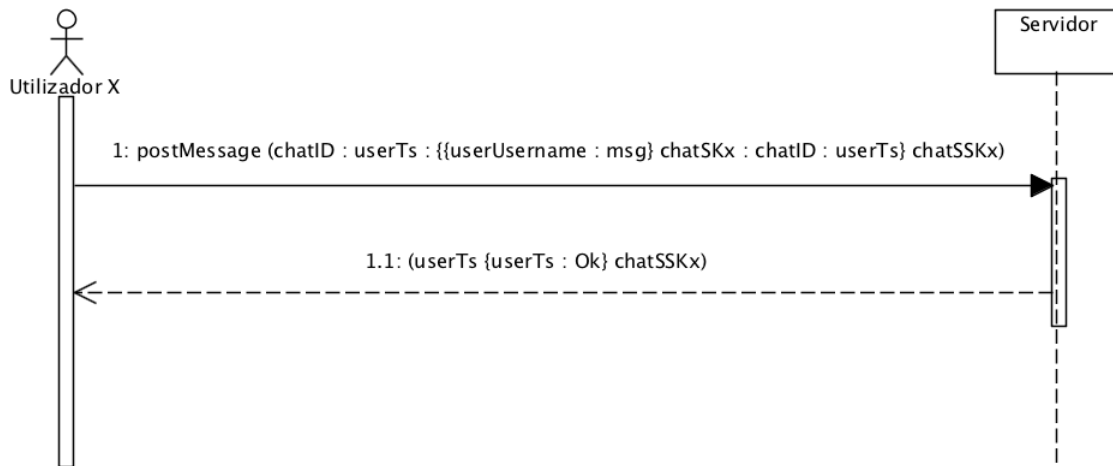 Servidor
Utilizador X
1: postMessage (chatID : userTs : {{userUsername : msg} chatSKx : chatID : userTs} chatSSKx)
1.1: (userTs {userTs : Ok} chatSSKx)